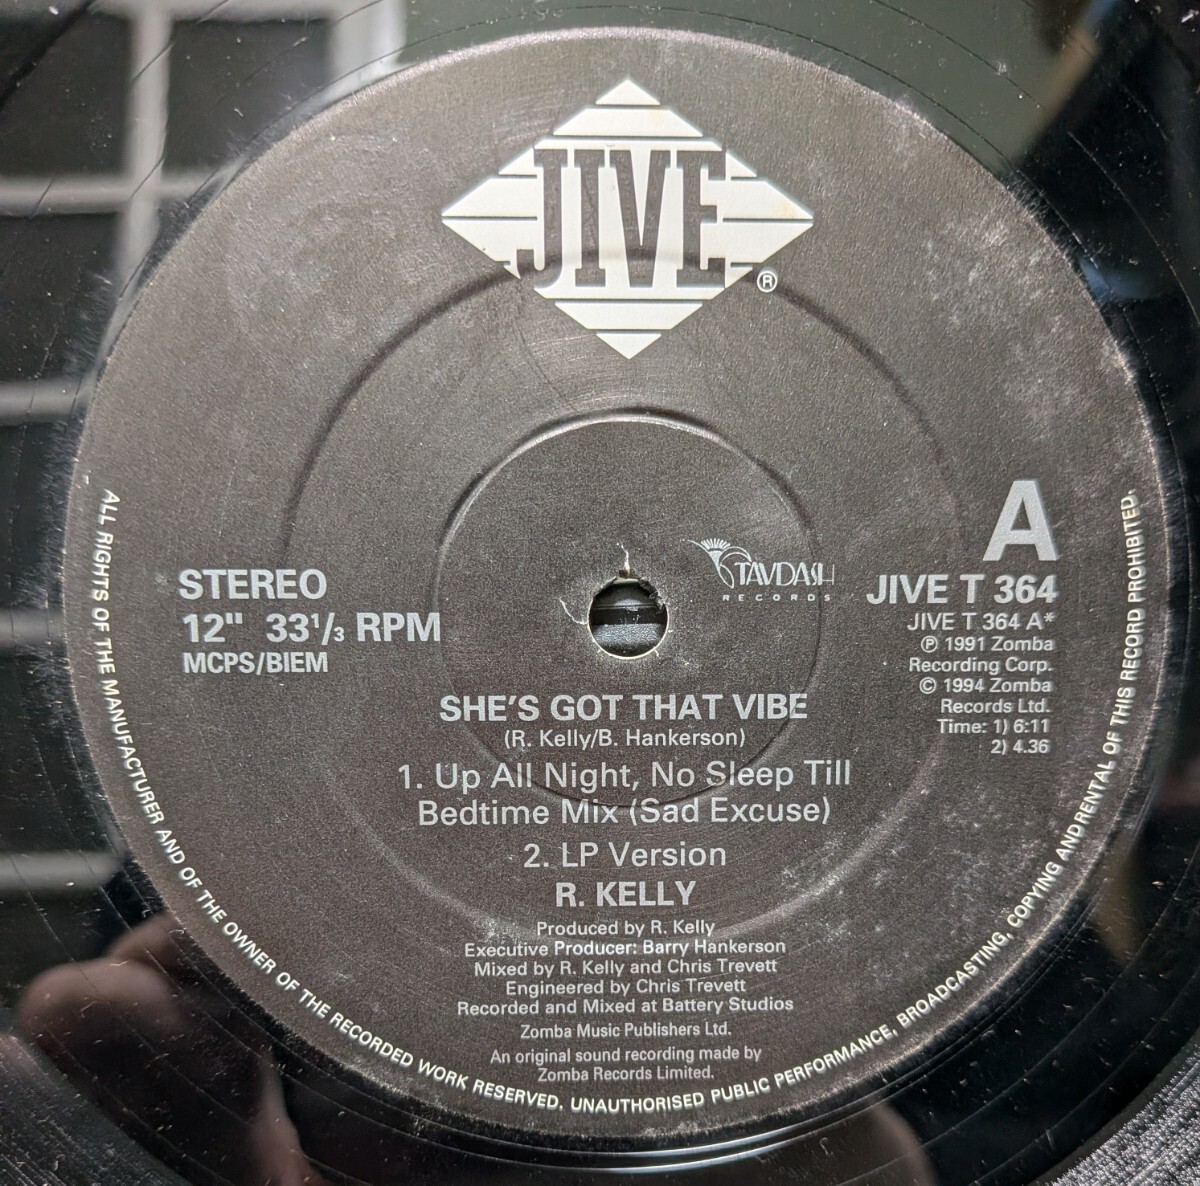 JIVE
®
A
TAVDASH
RECORDS
STEREO
12" 33¹/₃ RPM
MCPS/BIEM
JIVE T 364
JIVE T 364 A*
℗ 1991 Zomba
Recording Corp.
© 1994 Zomba
Records Ltd.
Time: 1) 6:11
2) 4.36
SHE'S GOT THAT VIBE
(R. Kelly/B. Hankerson)
1. Up All Night, No Sleep Till
Bedtime Mix (Sad Excuse)
2. LP Version
R. KELLY
Produced by R. Kelly
Executive Producer: Barry Hankerson
Mixed by R. Kelly and Chris Trevett
Engineered by Chris Trevett
Recorded and Mixed at Battery Studios
Zomba Music Publishers Ltd.
An original sound recording made by
Zomba Records Limited.
ALL RIGHTS OF THE MANUFACTURER AND OF THE OWNER OF THE RECORDED WORK RESERVED. UNAUTHORISED PUBLIC PERFORMANCE, BROADCASTING, COPYING AND RENTAL OF THIS RECORD PROHIBITED.